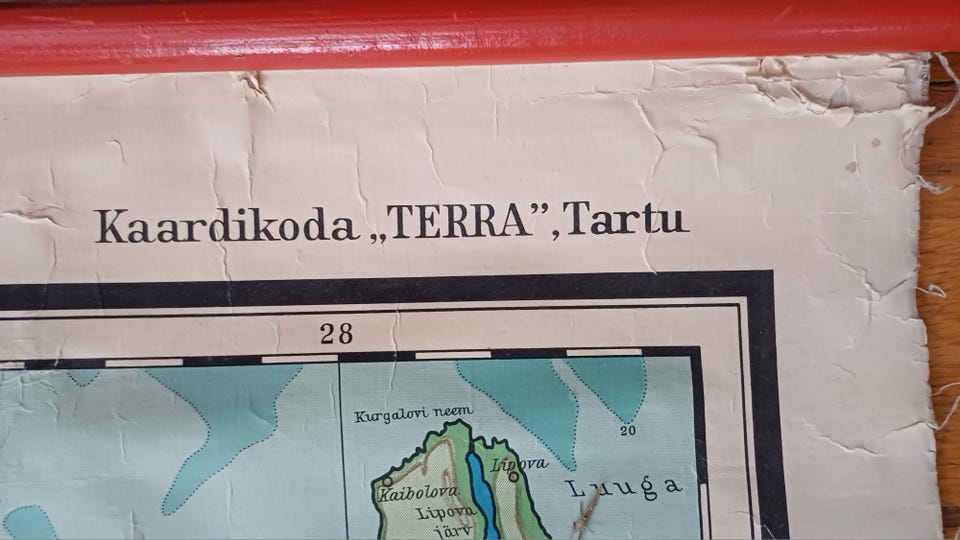 Kaardikoda „TERRA”, Tartu
28
Kurgalovi neem
20
Lipova
Kaibolova
Luuga
Lipova
järv